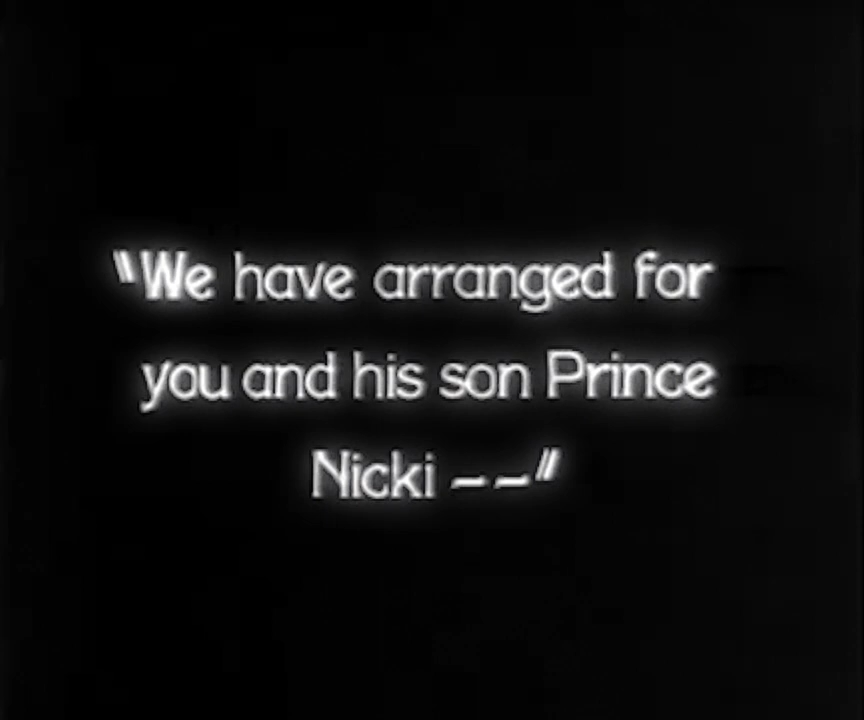 "We have arranged for
you and his son Prince
Nicki – –"